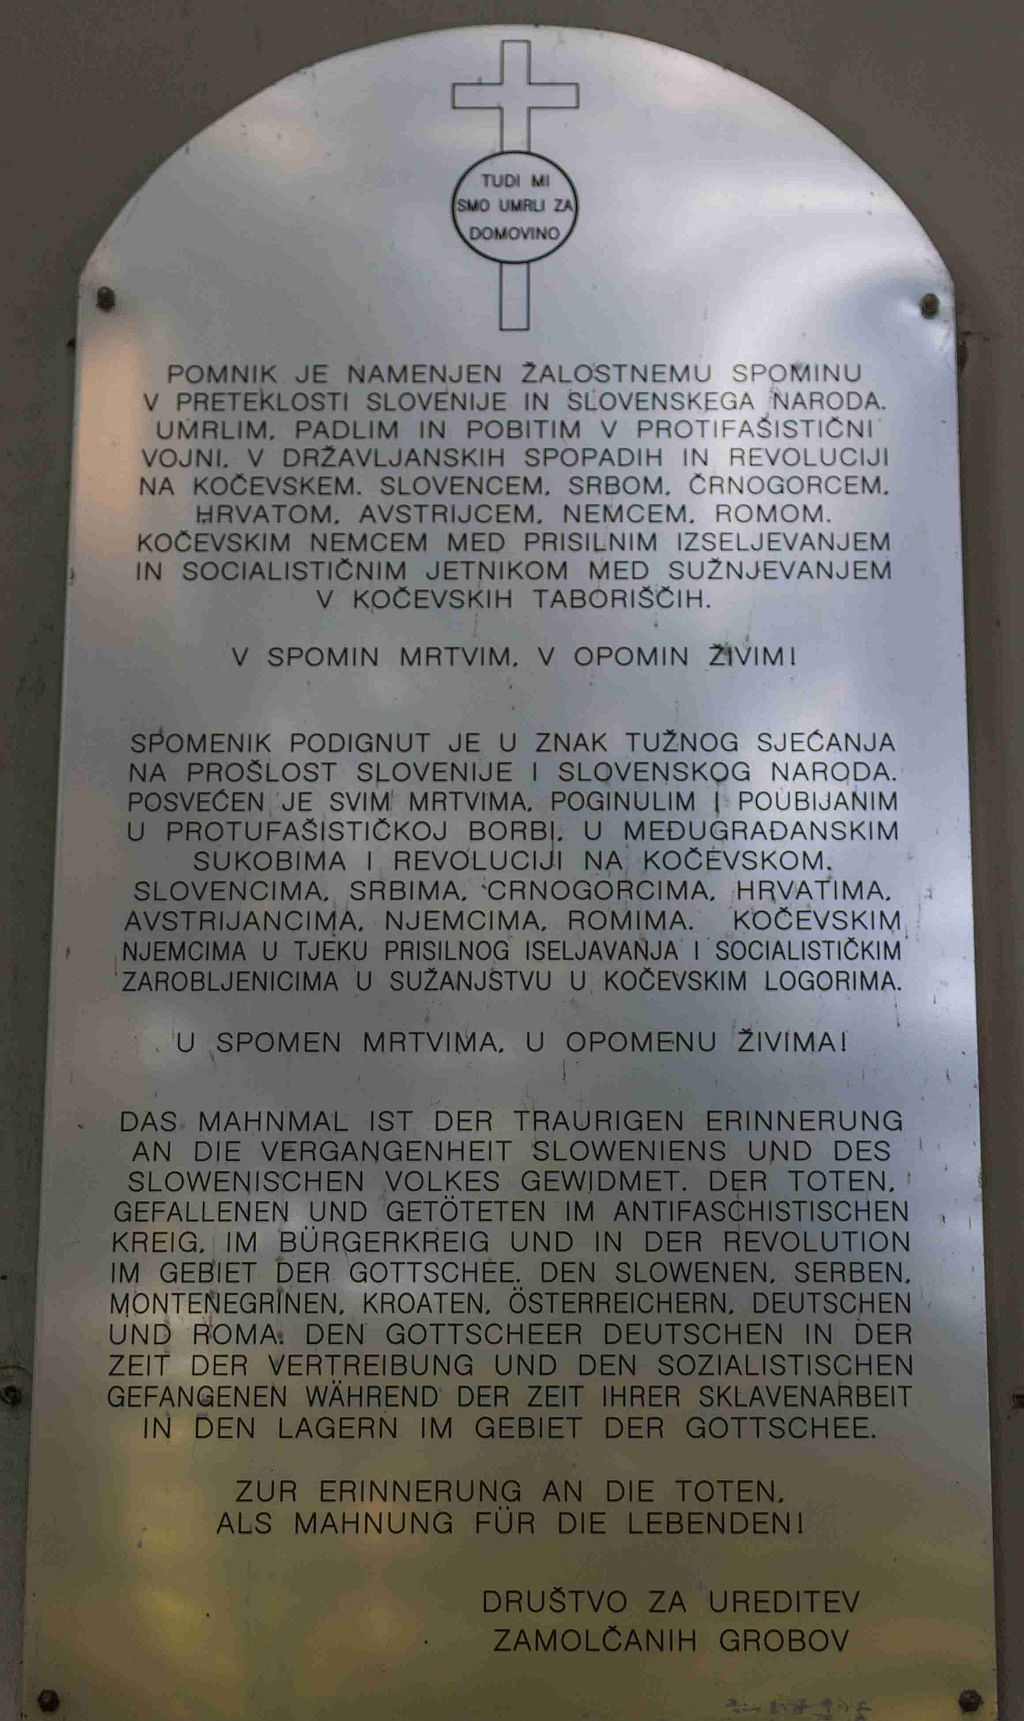 TUDI MI
SMO UMRLI ZA
DOMOVINO
POMNIK JE NAMENJEN ŽALOSTNEMU SPOMINU
V PRETEKLOSTI SLOVENIJE IN SLOVENSKEGA NARODA.
UMRLIM, PADLIM IN POBITIM V PROTIFAŠISTIČNI
VOJNI, V DRŽAVLJANSKIH SPOPADIH IN REVOLUCIJI
NA KOČEVSKEM. SLOVENCEM, SRBOM, ČRNOGORCEM,
HRVATOM, AVSTRIJCEM, NEMCEM, ROMOM.
KOČEVSKIM NEMCEM MED PRISILNIM IZSELJEVANJEM
IN SOCIALISTIČNIM JETNIKOM MED SUŽNJEVANJEM
V KOČEVSKIH TABORIŠČIH.
V SPOMIN MRTVIM, V OPOMIN ŽIVIM!
SPOMENIK PODIGNUT JE U ZNAK TUŽNOG SJEĆANJA
NA PROŠLOST SLOVENIJE I SLOVENSKOG NARODA.
POSVEĆEN JE SVIM MRTVIMA, POGINULIM I POUBIJANIM
U PROTUFAŠISTIČKOJ BORBI, U MEĐUGRAĐANSKIM
SUKOBIMA I REVOLUCIJI NA KOČEVSKOM.
SLOVENCIMA, SRBIMA, CRNOGORCIMA, HRVATIMA,
AVSTRIJANCIMA, NJEMCIMA, ROMIMA. KOČEVSKIM
NJEMCIMA U TJEKU PRISILNOG ISELJAVANJA I SOCIALISTIČKIM
ZAROBLJENICIMA U SUŽANJSTVU U KOČEVSKIM LOGORIMA.
U SPOMEN MRTVIMA, U OPOMENU ŽIVIMA!
DAS MAHNMAL IST DER TRAURIGEN ERINNERUNG
AN DIE VERGANGENHEIT SLOWENIENS UND DES
SLOWENISCHEN VOLKES GEWIDMET. DER TOTEN,
GEFALLENEN UND GETÖTETEN IM ANTIFASCHISTISCHEN
KREIG, IM BÜRGERKREIG UND IN DER REVOLUTION
IM GEBIET DER GOTTSCHEE. DEN SLOWENEN, SERBEN,
MONTENEGRINEN, KROATEN, ÖSTERREICHERN, DEUTSCHEN
UND ROMA. DEN GOTTSCHEER DEUTSCHEN IN DER
ZEIT DER VERTREIBUNG UND DEN SOZIALISTISCHEN
GEFANGENEN WÄHREND DER ZEIT IHRER SKLAVENARBEIT
IN DEN LAGERN IM GEBIET DER GOTTSCHEE.
ZUR ERINNERUNG AN DIE TOTEN,
ALS MAHNUNG FÜR DIE LEBENDEN!
DRUŠTVO ZA UREDITEV
ZAMOLČANIH GROBOV